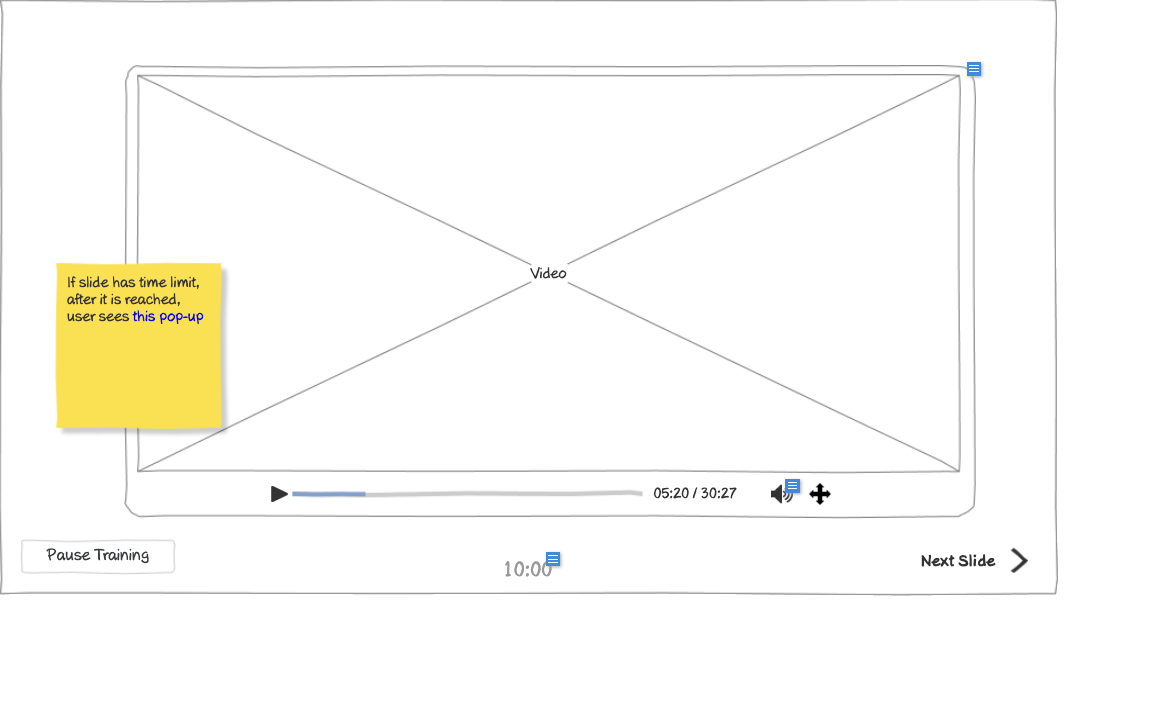 Video
If slide has time limit,
after it is reached,
user sees this pop-up
05:20 / 30:27
Pause Training
10:00
Next Slide